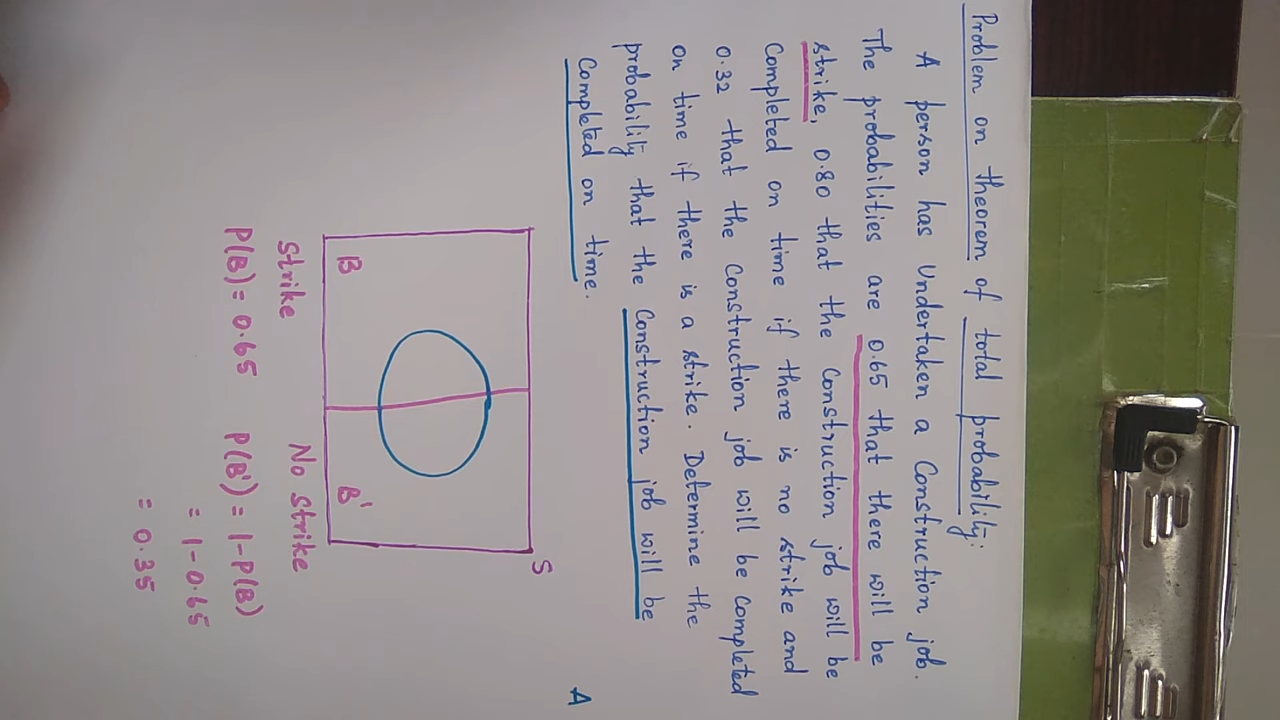 Problem on theorem of total probability:
A person has undertaken a Construction job.
The probabilities are 0.65 that there will be
strike, 0.80 that the Construction job will be
Completed on time if there is no strike and
0.32 that the Construction job will be completed
on time if there is a strike. Determine the
probability that the Construction job will be
Completed on time.
A
S
B B'
Strike No Strike
P(B) = 0.65 P(B') = 1-P(B)
= 1-0.65
= 0.35